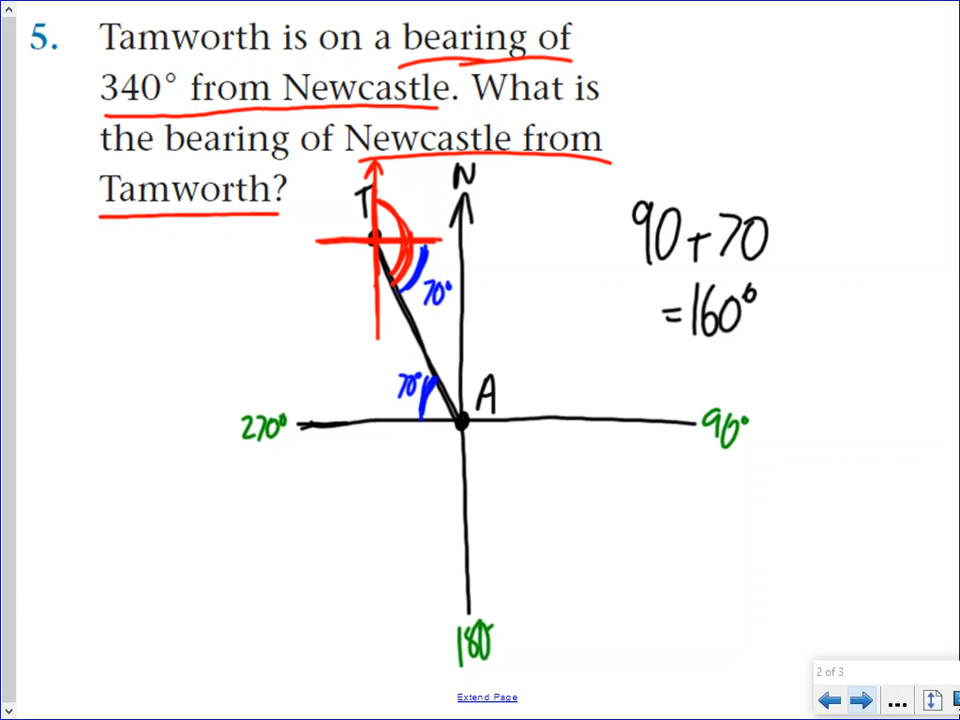 5. Tamworth is on a bearing of
340° from Newcastle. What is
the bearing of Newcastle from
Tamworth?
T
N
90+70
=160°
70°
70°
A
270°
90°
180
2 of 3
Extend Page
...